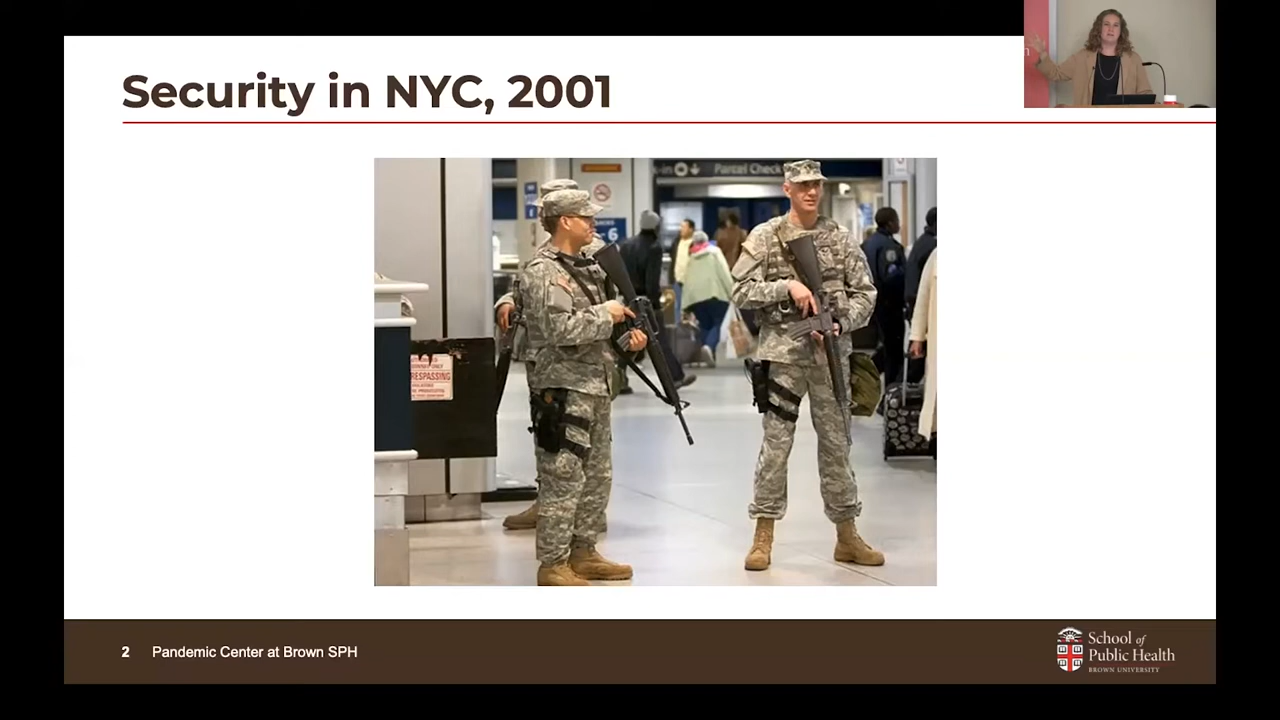 Security in NYC, 2001
Parcel Check
6
RESPASSING
2 Pandemic Center at Brown SPH
School of
Public Health
BROWN UNIVERSITY